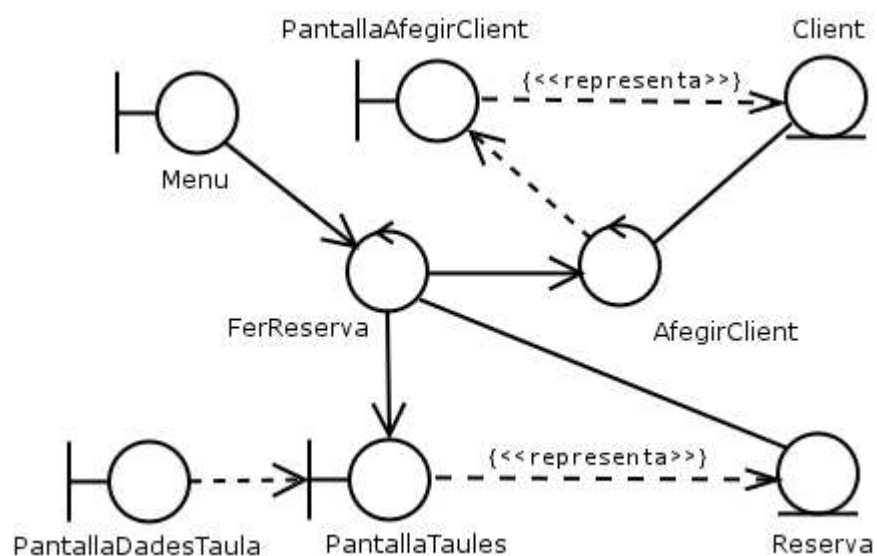 PantallaAfegirClient
Client
{<<representa>>}
Menu
FerReserva
AfegirClient
{<<representa>>}
PantallaDadesTaula
PantallaTaules
Reserva